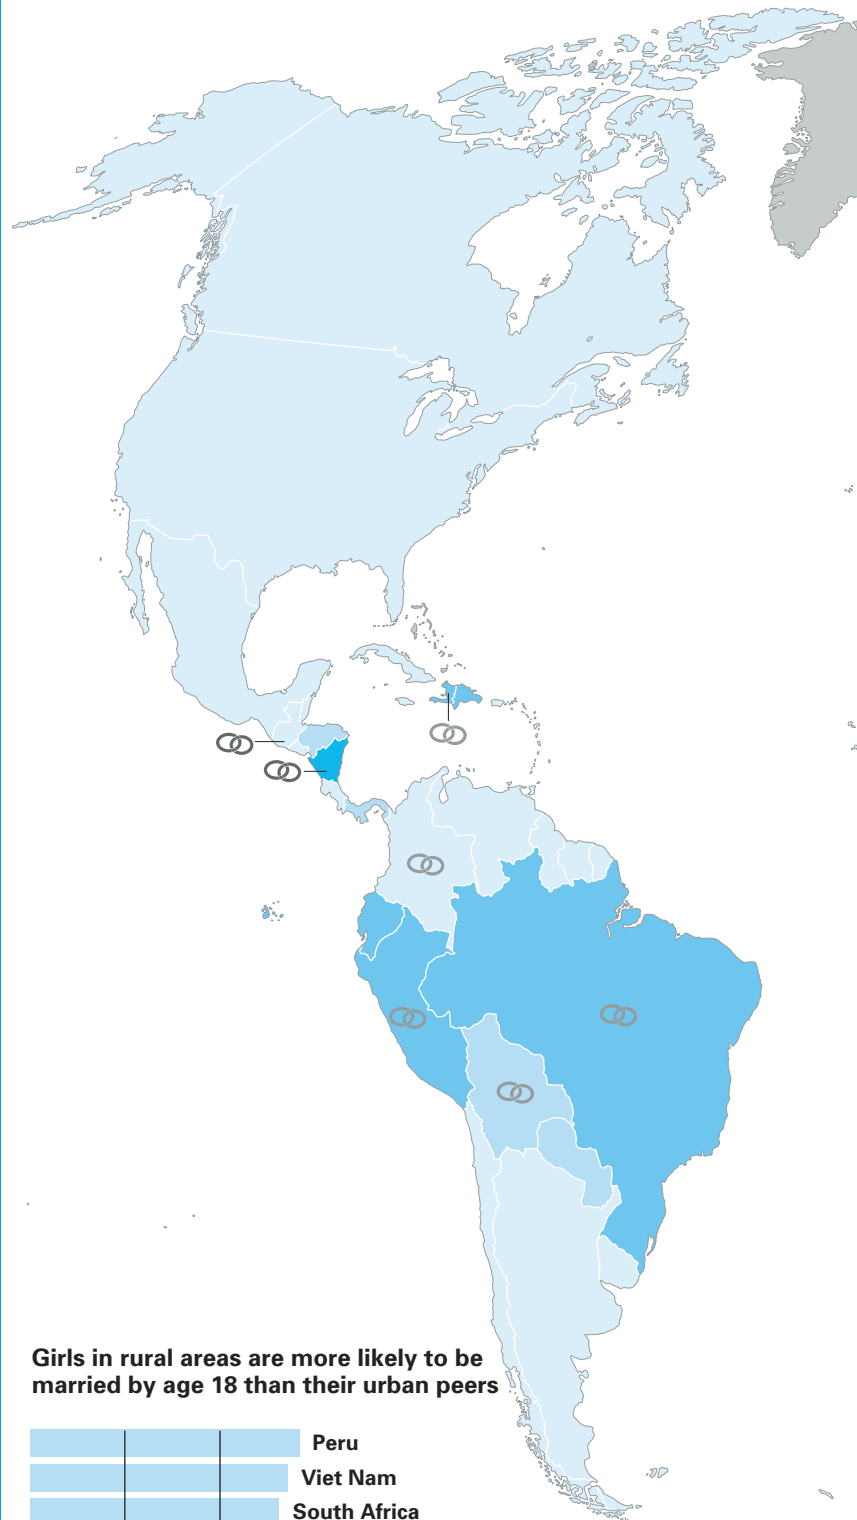 Girls in rural areas are more likely to be
married by age 18 than their urban peers
Peru
Viet Nam
South Africa